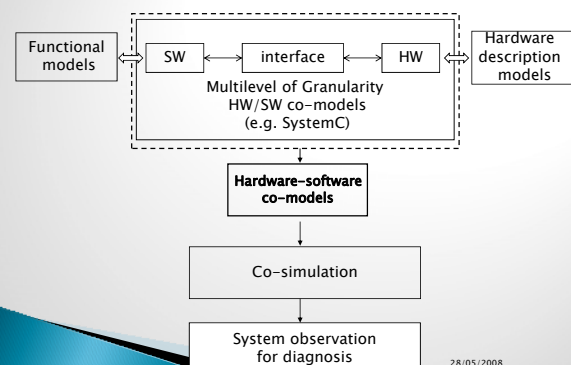 Functional
models
SW
interface
HW
Hardware
description
models
Multilevel of Granularity
HW/SW co-models
(e.g. SystemC)
Hardware-software
co-models
Co-simulation
System observation
for diagnosis
28/05/2008